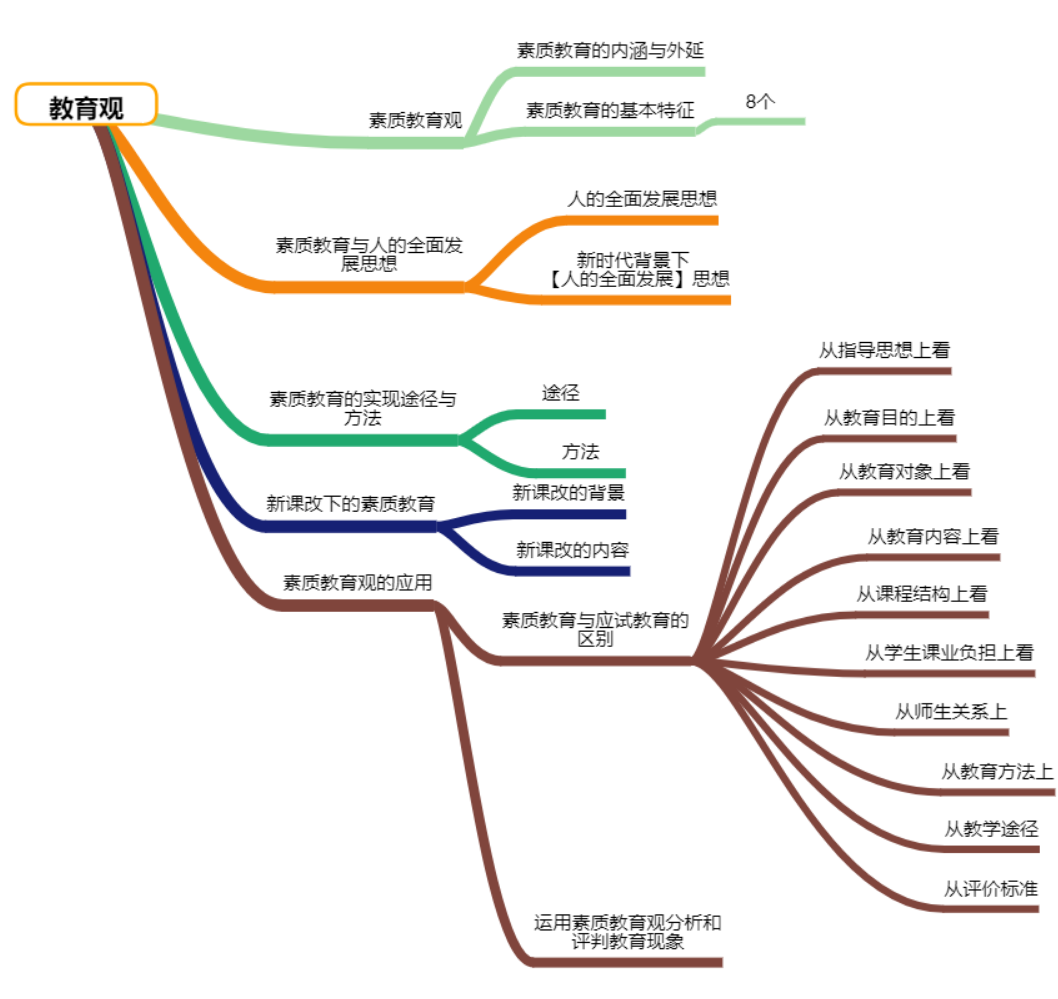 教育观
素质教育观
素质教育的内涵与外延
素质教育的基本特征
8个
素质教育与人的全面发
展思想
人的全面发展思想
新时代背景下
【人的全面发展】思想
素质教育的实现途径与
方法
途径
方法
新课改下的素质教育
新课改的背景
新课改的内容
素质教育观的应用
素质教育与应试教育的
区别
从指导思想上看
从教育目的上看
从教育对象上看
从教育内容上看
从课程结构上看
从学生课业负担上看
从师生关系上
从教育方法上
从教学途径
从评价标准
运用素质教育观分析和
评判教育现象